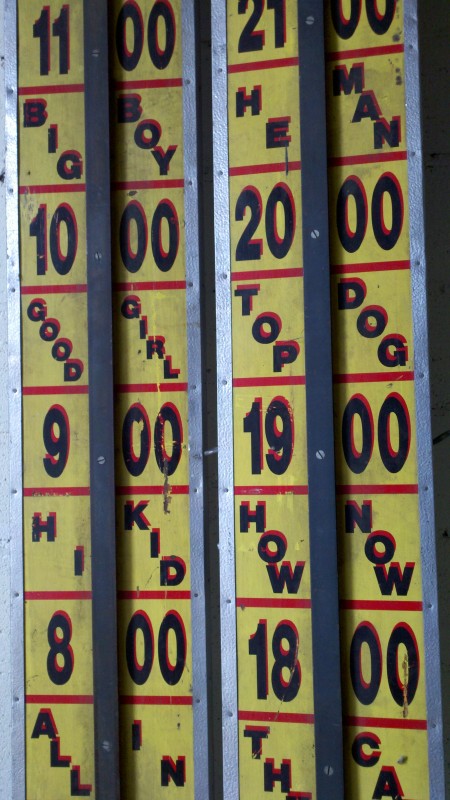 11 00
BIG BOY
10 00
GOOD GIRL
9 00
HI KID
8 00
ALL IN
21 00
HE MAN
20 00
TOP DOG
19 00
HOW NOW
18 00